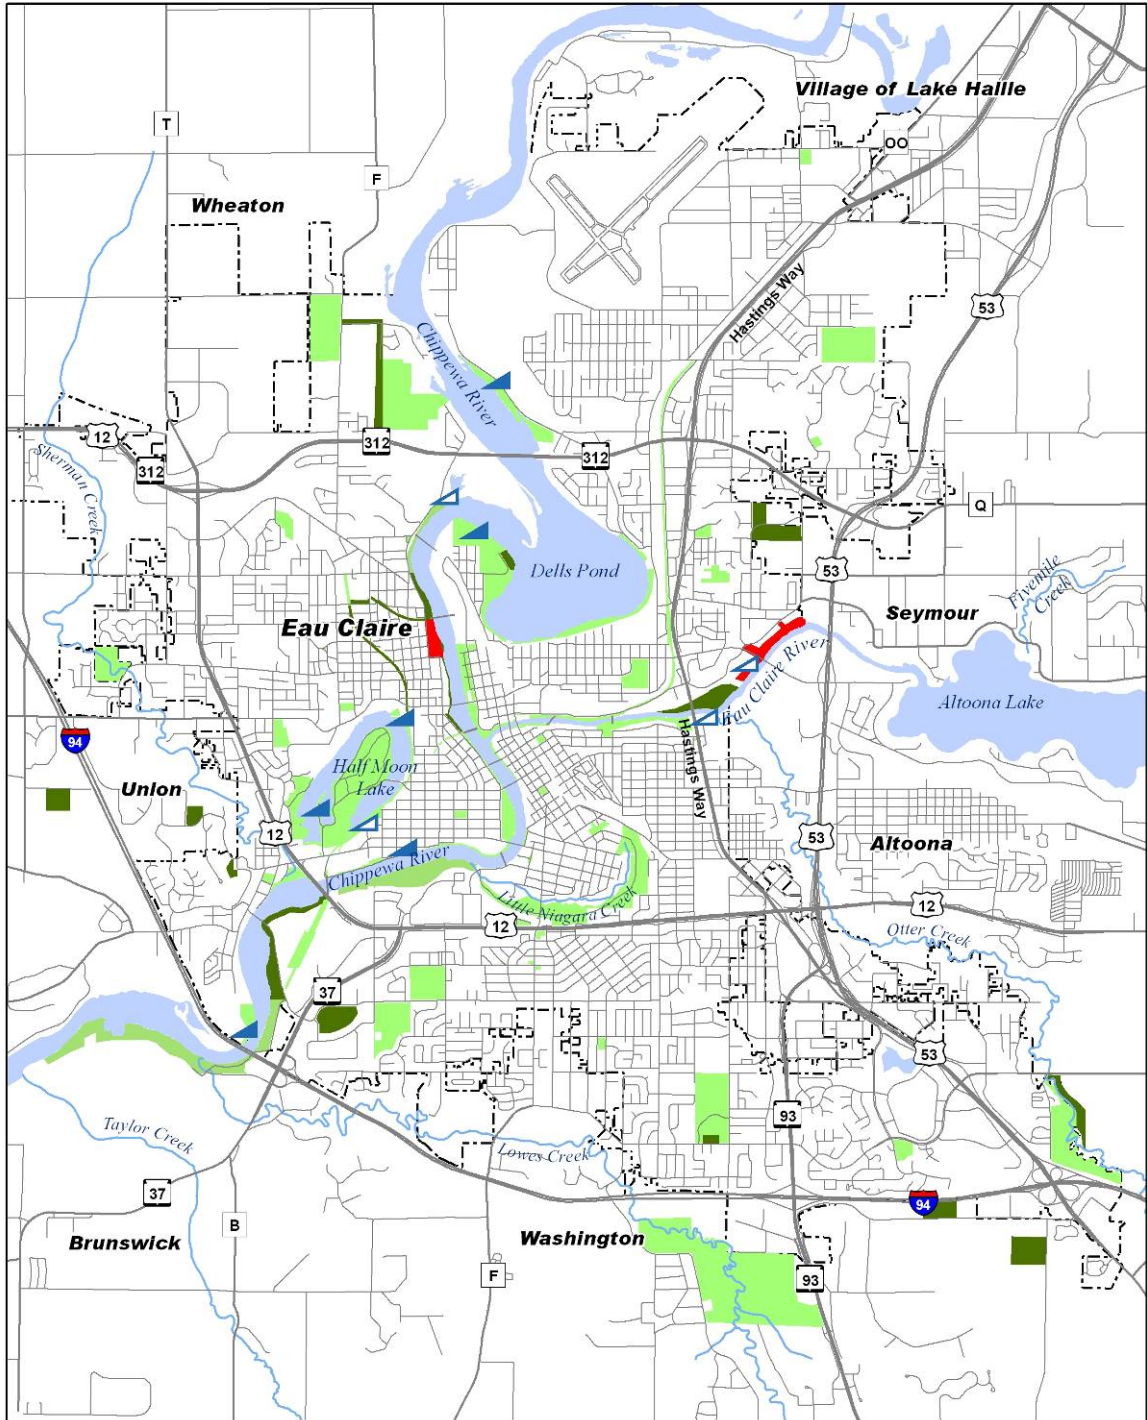 Village of Lake Hallie
OO
T
F
Wheaton
53
Hastings Way
Chippewa River
12
312
312
312
Sherman Creek
Q
Dells Pond
53
Fivemile
Creek
Seymour
Eau Claire
Eau Claire River
Altoona Lake
94
Hastings Way
Half Moon
Lake
Union
12
53
Altoona
Chippewa River
Little Niagara Creek
12
12
Otter Creek
37
53
93
Taylor Creek
Lowes Creek
37
94
B
Brunswick
Washington
F
93